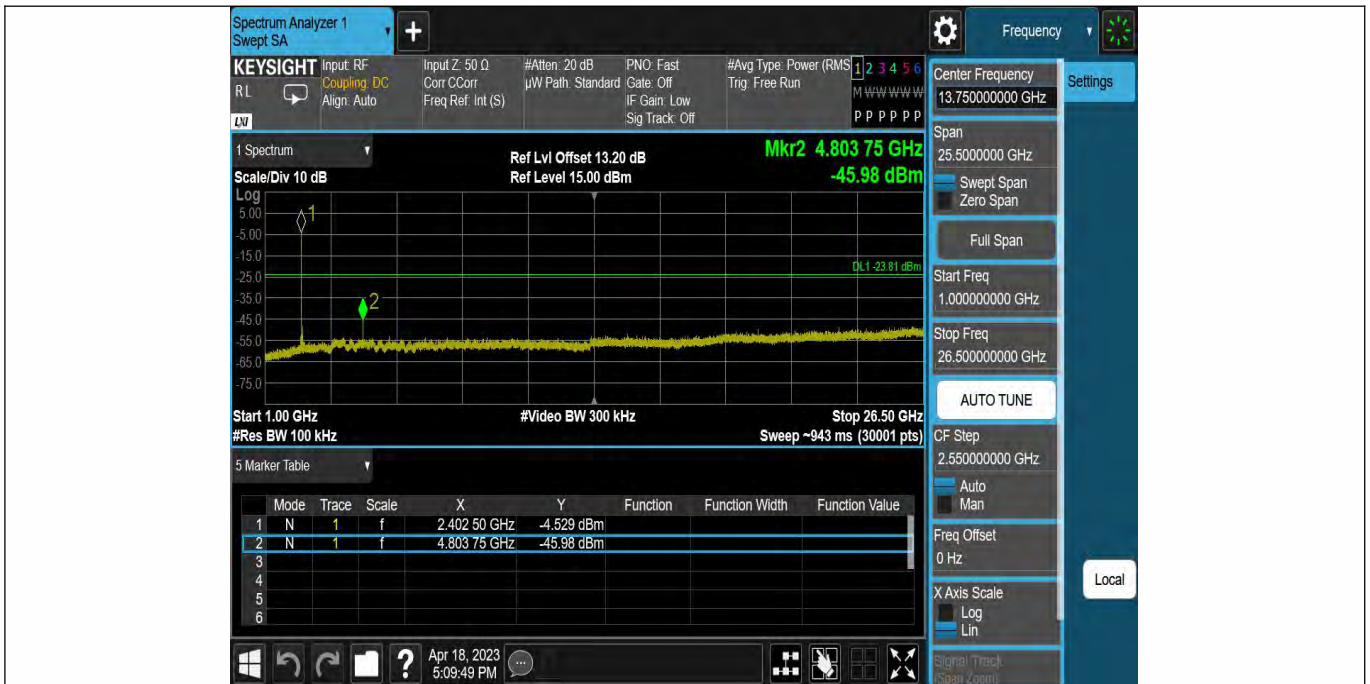 Spectrum Analyzer 1
Swept SA
+
Frequency
KEYSIGHT
RL
LXI
Input: RF
Coupling: DC
Align: Auto
Input Z: 50 Ω
Corr CCorr
Freq Ref: Int (S)
#Atten: 20 dB
µW Path: Standard
PNO: Fast
Gate: Off
IF Gain: Low
Sig Track: Off
#Avg Type: Power (RMS
Trig: Free Run
1 2 3 4 5 6
M W W W W W
P P P P P P
1 Spectrum
Scale/Div 10 dB
Ref Lvl Offset 13.20 dB
Ref Level 15.00 dBm
Mkr2 4.803 75 GHz
-45.98 dBm
Log
5.00
-5.00
-15.0
-25.0
-35.0
-45.0
-55.0
-65.0
-75.0
1
2
DL1 -23.81 dBm
Start 1.00 GHz
#Res BW 100 kHz
#Video BW 300 kHz
Stop 26.50 GHz
Sweep ~943 ms (30001 pts)
5 Marker Table
Mode Trace Scale X Y Function Function Width Function Value
1 N 1 f 2.402 50 GHz -4.529 dBm
2 N 1 f 4.803 75 GHz -45.98 dBm
3
4
5
6
?
Apr 18, 2023
5:09:49 PM
Center Frequency
13.750000000 GHz
Settings
Span
25.5000000 GHz
Swept Span
Zero Span
Full Span
Start Freq
1.000000000 GHz
Stop Freq
26.500000000 GHz
AUTO TUNE
CF Step
2.550000000 GHz
Auto
Man
Freq Offset
0 Hz
X Axis Scale
Log
Lin
Local
Signal Track
(Span Zoom)